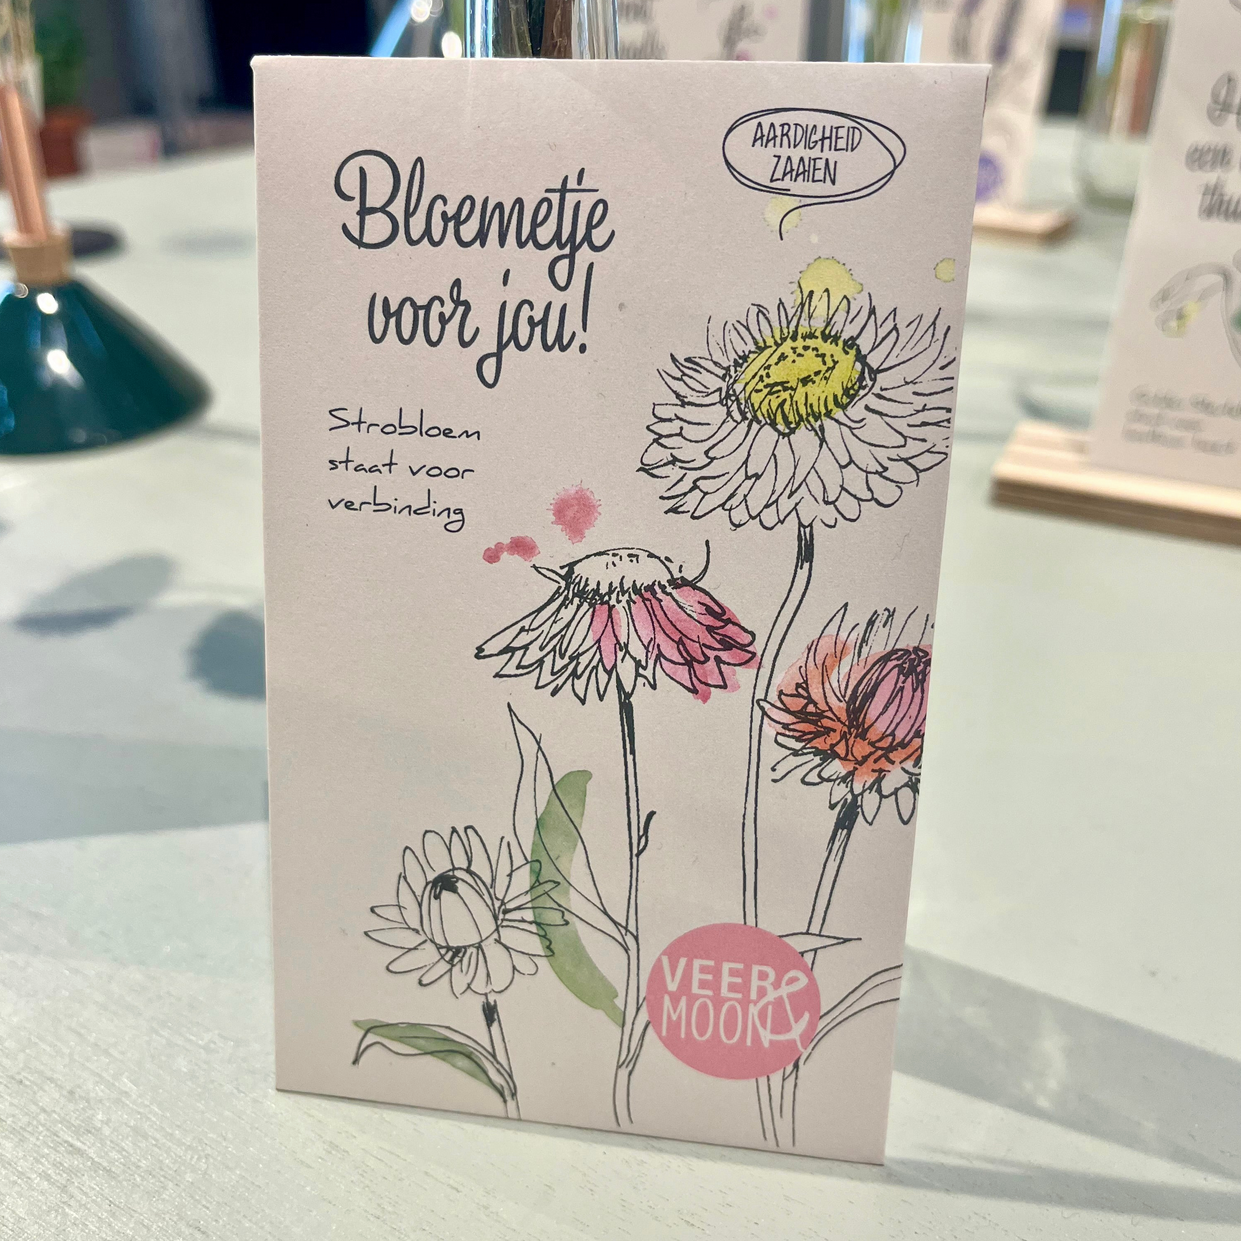 AARDIGHEID
ZAAIEN
Bloemetje
voor jou!
Strobloem
staat voor
verbinding
VEER&
MOON